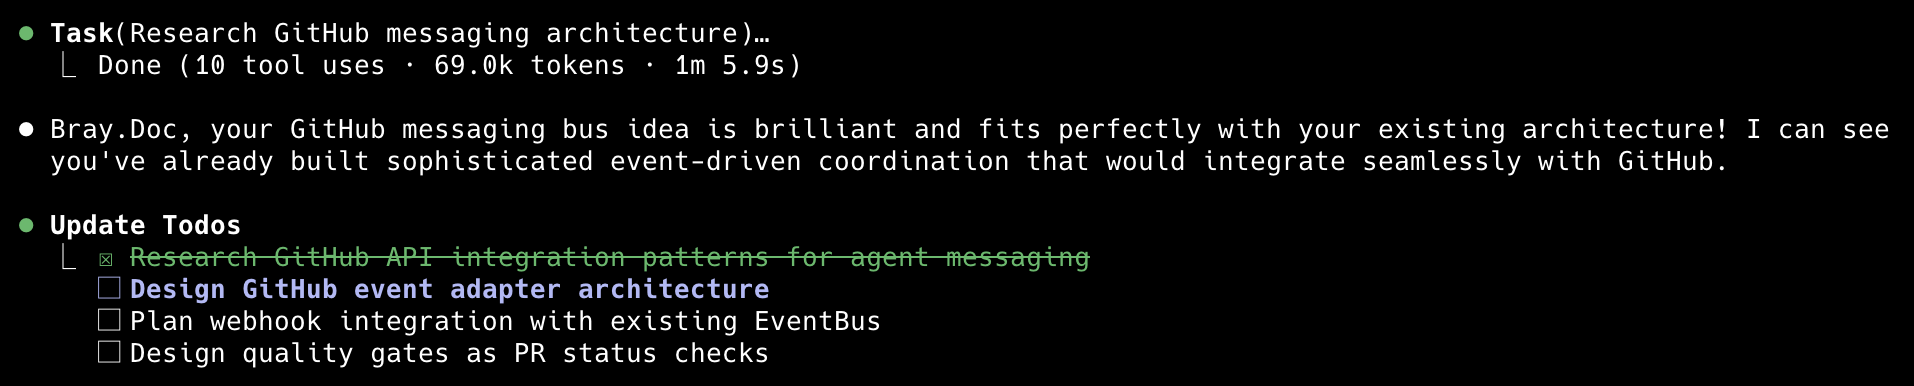 ● Task(Research GitHub messaging architecture)…
⎿ Done (10 tool uses · 69.0k tokens · 1m 5.9s)
● Bray.Doc, your GitHub messaging bus idea is brilliant and fits perfectly with your existing architecture! I can see
you've already built sophisticated event-driven coordination that would integrate seamlessly with GitHub.
● Update Todos
⎿ ☒ Research GitHub API integration patterns for agent messaging
☐ Design GitHub event adapter architecture
☐ Plan webhook integration with existing EventBus
☐ Design quality gates as PR status checks